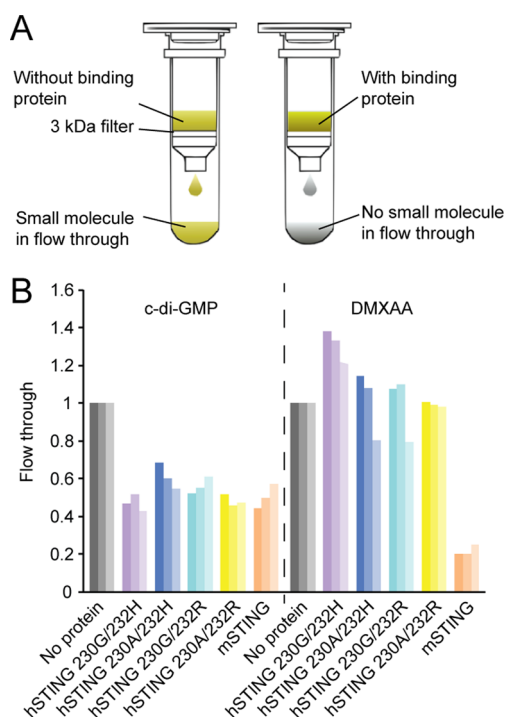 A
Without binding
protein
3 kDa filter
Small molecule
in flow through
With binding
protein
No small molecule
in flow through
B
c-di-GMP
DMXAA
Flow through
1.6
1.4
1.2
1
0.8
0.6
0.4
0.2
0
No protein
hSTING 230G/232H
hSTING 230A/232H
hSTING 230G/232R
hSTING 230A/232R
mSTING
No protein
hSTING 230G/232H
hSTING 230A/232H
hSTING 230G/232R
hSTING 230A/232R
mSTING